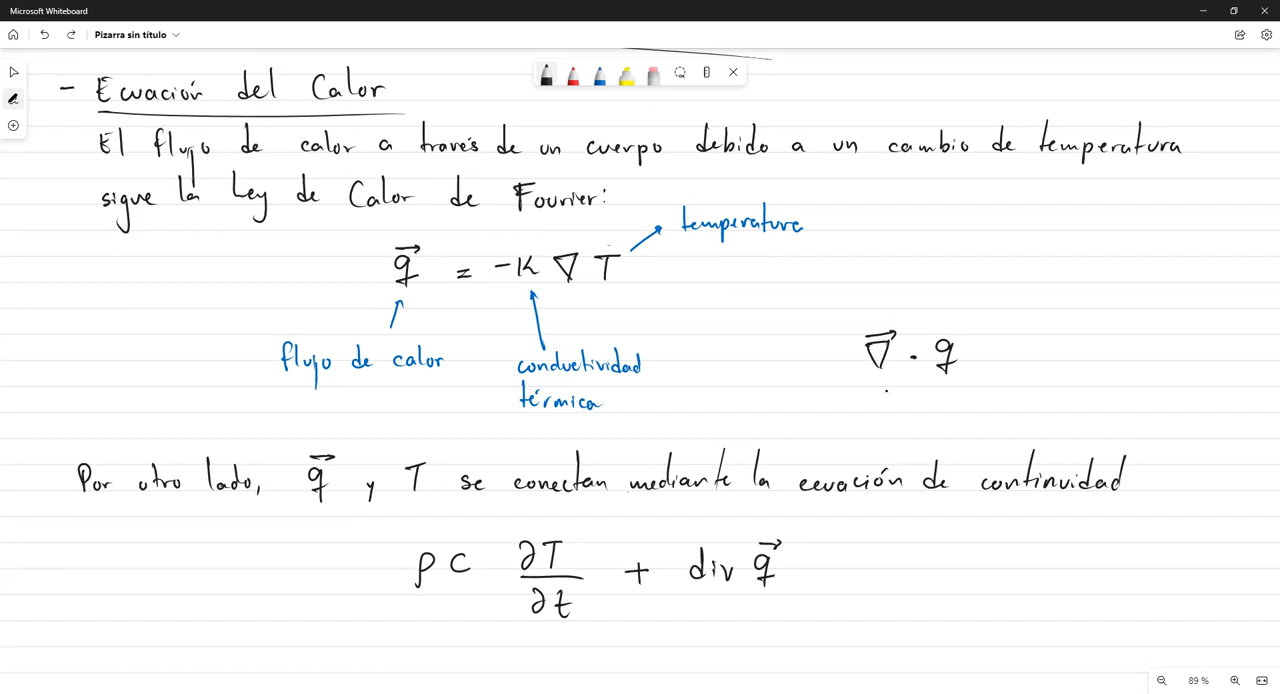 Microsoft Whiteboard
Pizarra sin título
- Ecuación del Calor
El flujo de calor a través de un cuerpo debido a un cambio de temperatura
sigue la Ley de Calor de Fourier:
temperatura
q⃗ = -K ∇ T
flujo de calor
conductividad
térmica
∇⃗ · q
Por otro lado, q⃗ y T se conectan mediante la ecuación de continuidad
ρC ∂T/∂t + div q⃗
89 %